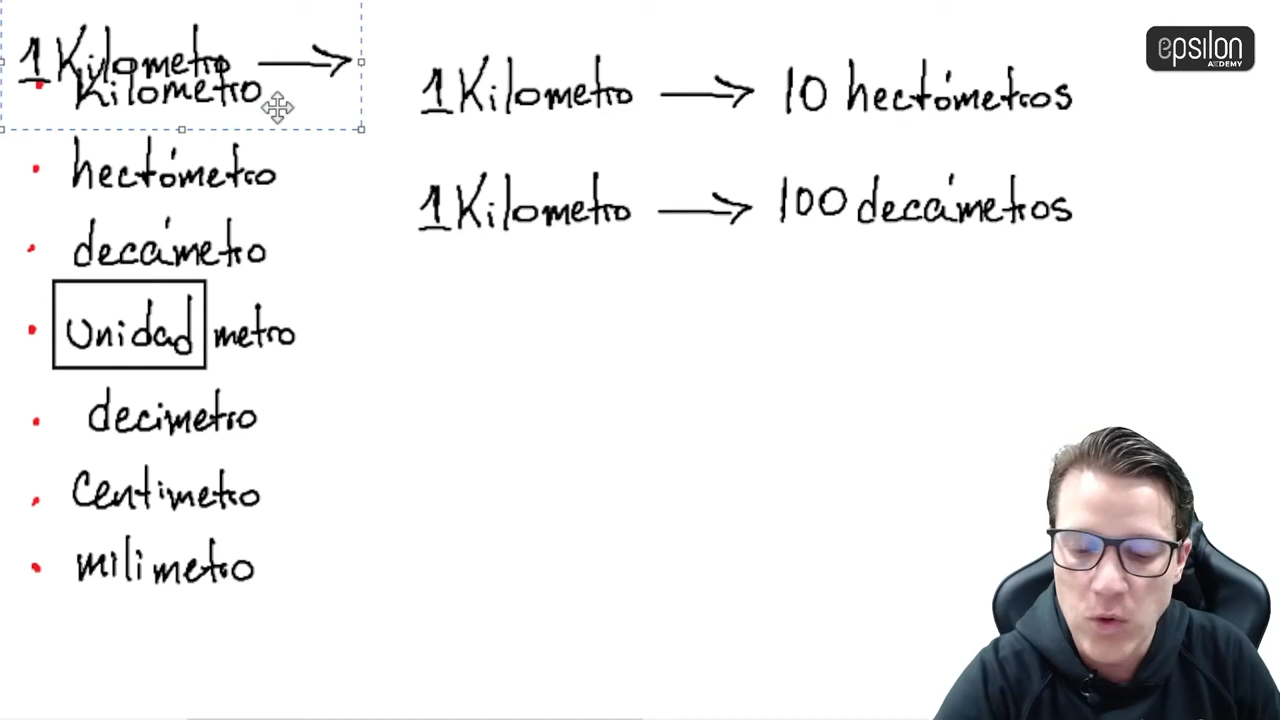 1 Kilometro →
• Kilometro
• hectómetro
• decámetro
• Unidad metro
• decimetro
• Centimetro
• milimetro
1 Kilometro → 10 hectómetros
1 Kilometro → 100 decámetros
epsilon
AXDEMY